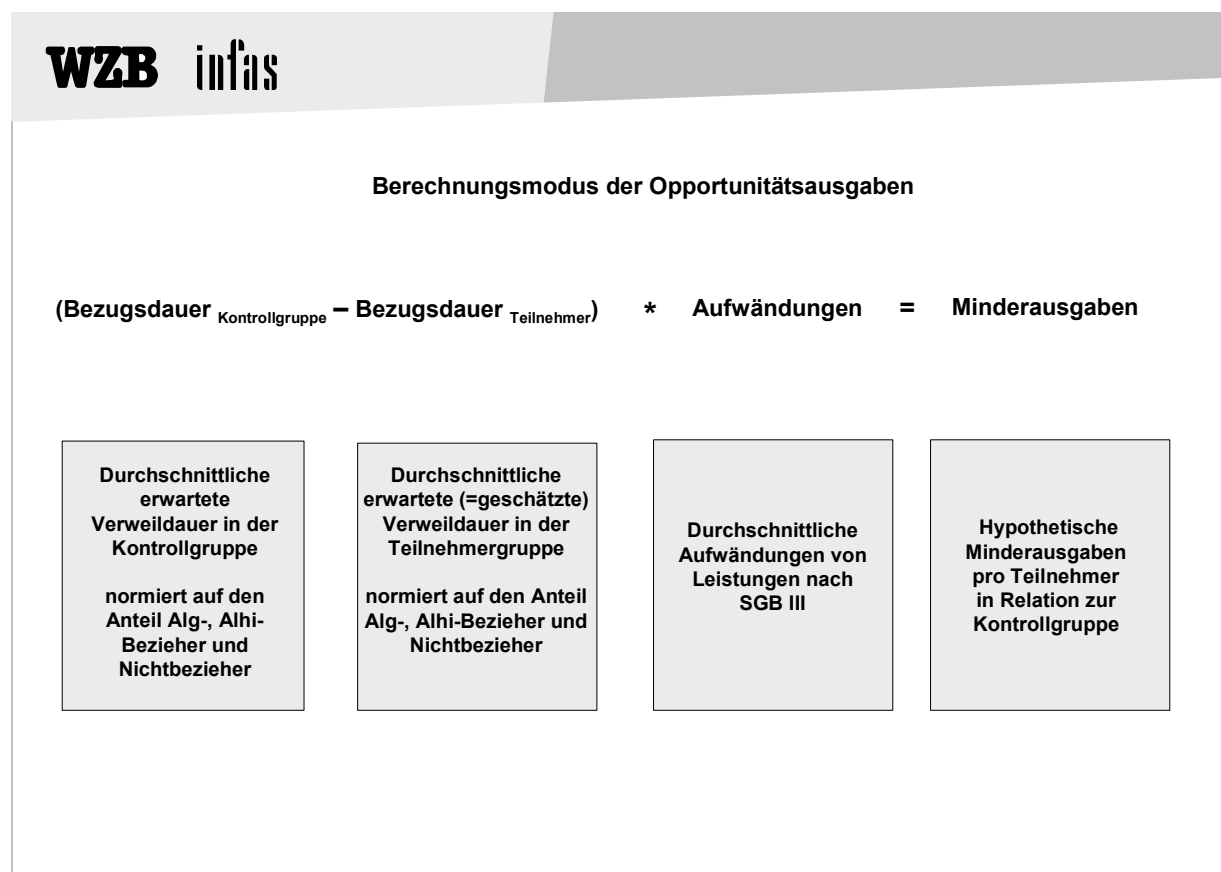 WZB infas
Berechnungsmodus der Opportunitätsausgaben
(Bezugsdauer Kontrollgruppe – Bezugsdauer Teilnehmer) * Aufwändungen = Minderausgaben
Durchschnittliche
erwartete
Verweildauer in der
Kontrollgruppe
normiert auf den
Anteil Alg-, Alhi-
Bezieher und
Nichtbezieher
Durchschnittliche
erwartete (=geschätzte)
Verweildauer in der
Teilnehmergruppe
normiert auf den Anteil
Alg-, Alhi-Bezieher und
Nichtbezieher
Durchschnittliche
Aufwändungen von
Leistungen nach
SGB III
Hypothetische
Minderausgaben
pro Teilnehmer
in Relation zur
Kontrollgruppe